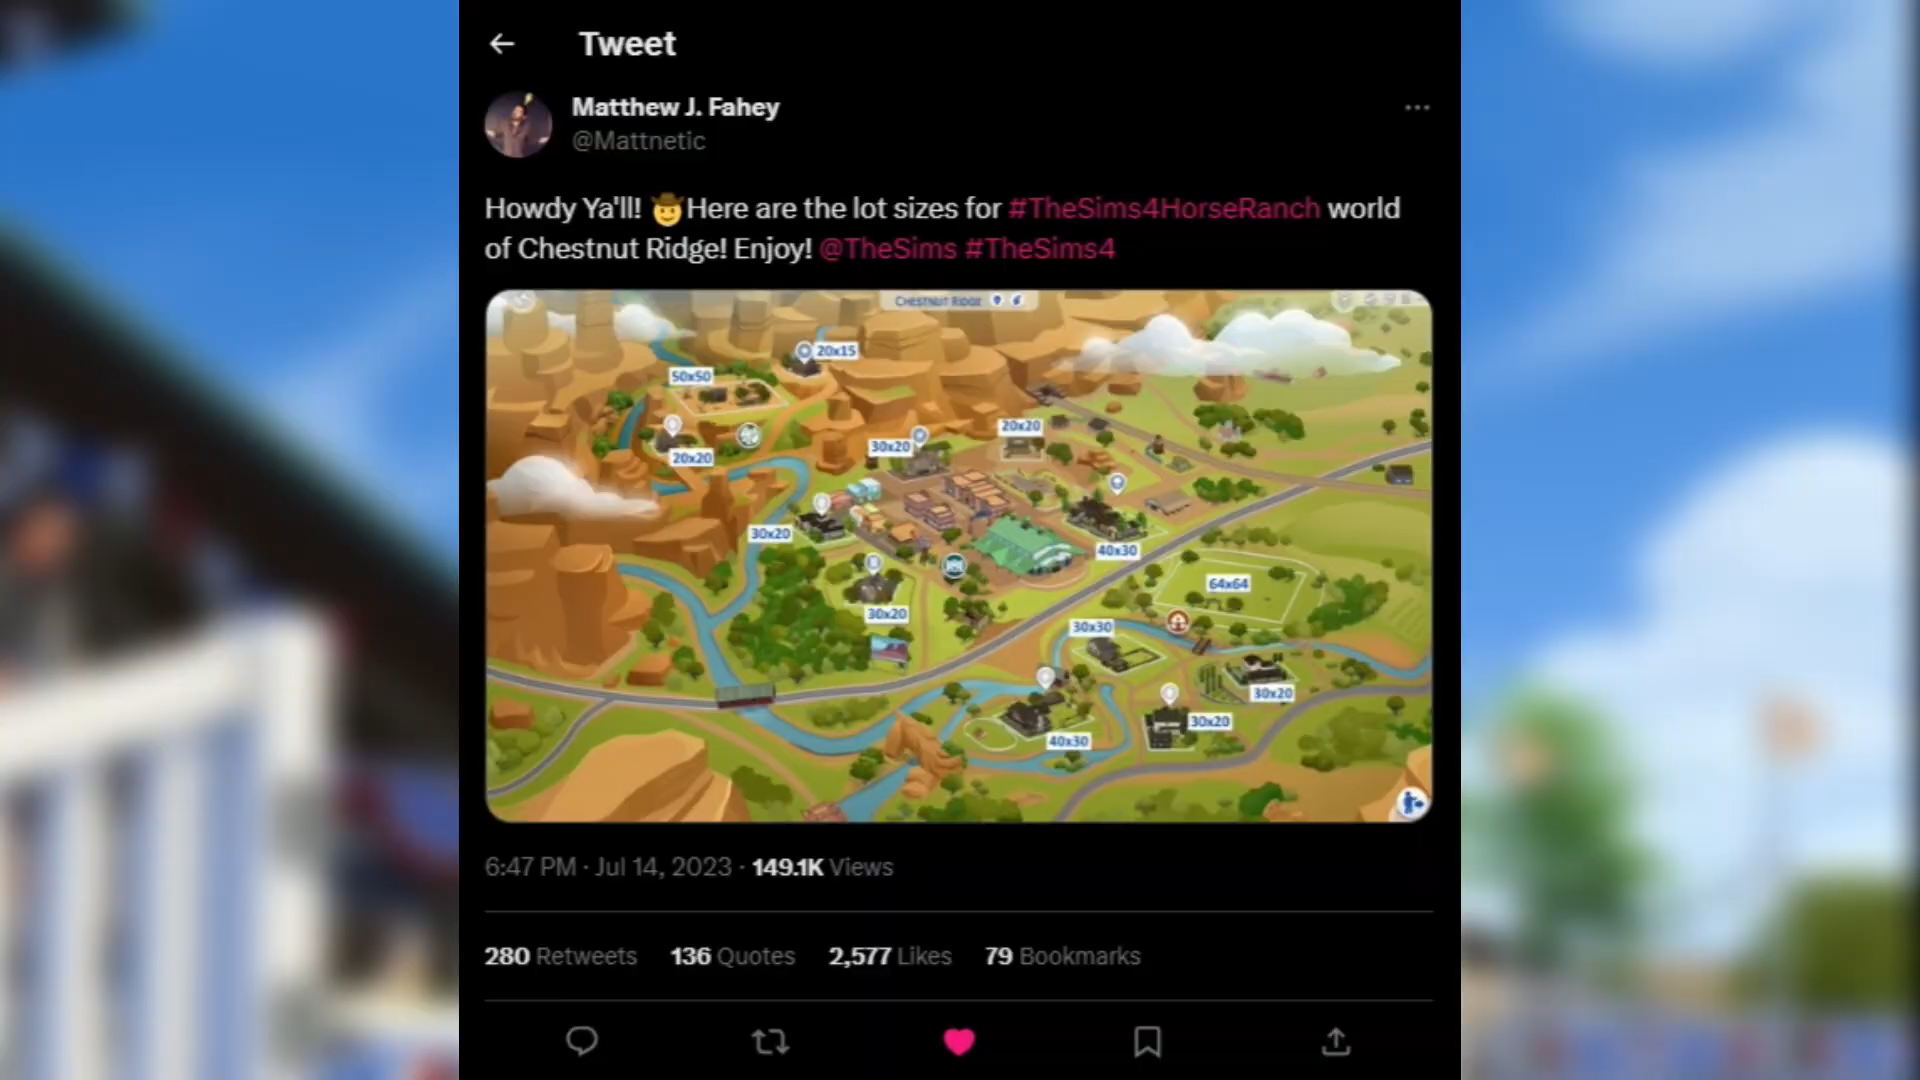 Tweet
Matthew J. Fahey
@Mattnetic
Howdy Ya'll! 🤠Here are the lot sizes for #TheSims4HorseRanch world
of Chestnut Ridge! Enjoy! @TheSims #TheSims4
CHESTNUT RIDGE
20x15
50x50
20x20
30x20
20x20
30x20
40x30
64x64
30x20
30x30
30x20
30x20
40x30
6:47 PM · Jul 14, 2023 · 149.1K Views
280 Retweets 136 Quotes 2,577 Likes 79 Bookmarks